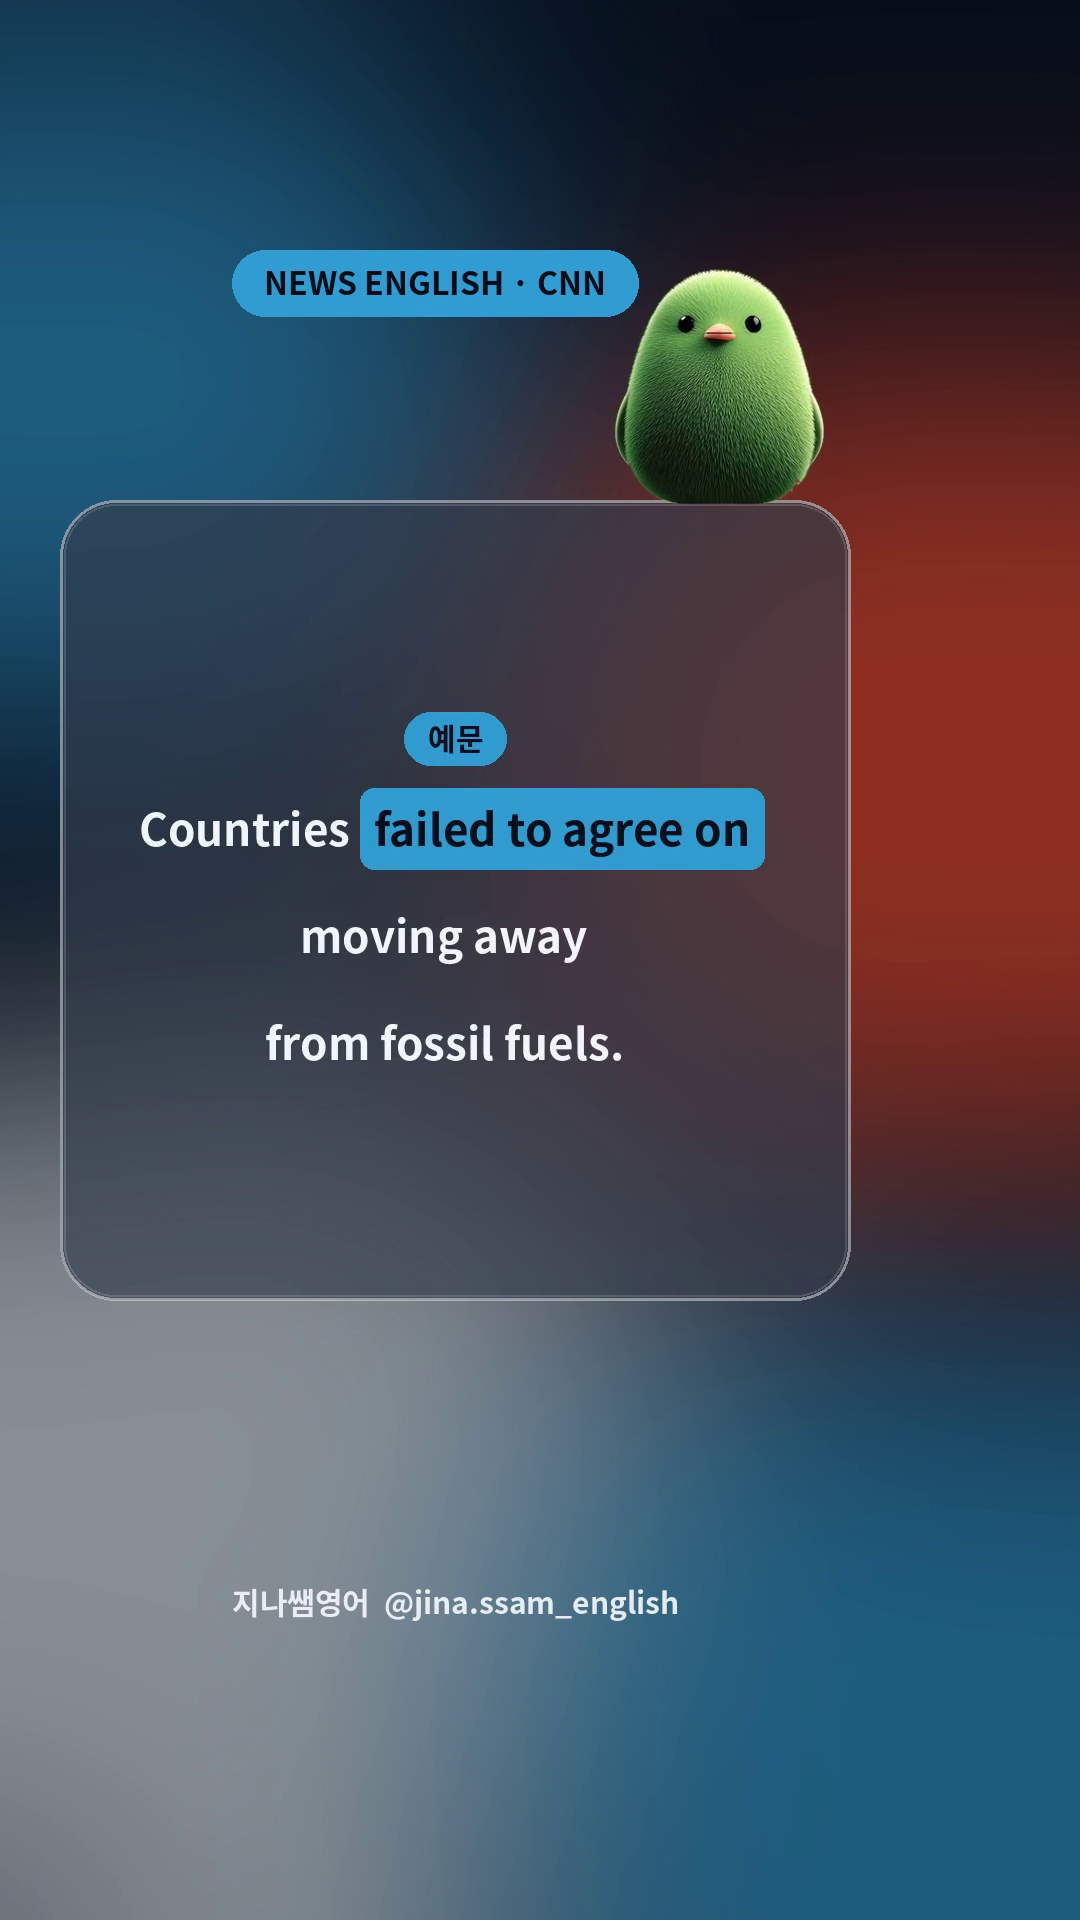 NEWS ENGLISH · CNN
예문
Countries failed to agree on
moving away
from fossil fuels.
지나쌤영어 @jina.ssam_english